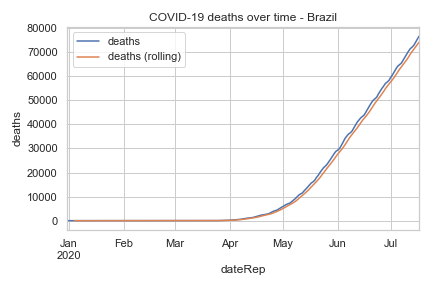 COVID-19 deaths over time - Brazil
deaths
deaths (rolling)
deaths
80000
70000
60000
50000
40000
30000
20000
10000
0
Jan
2020
Feb
Mar
Apr
May
Jun
Jul
dateRep